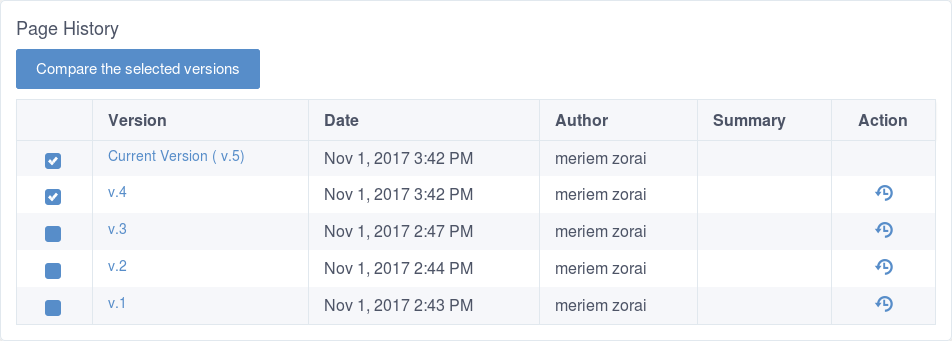 Page History
Compare the selected versions
Version Date Author Summary Action
Current Version ( v.5) Nov 1, 2017 3:42 PM meriem zorai
v.4 Nov 1, 2017 3:42 PM meriem zorai
v.3 Nov 1, 2017 2:47 PM meriem zorai
v.2 Nov 1, 2017 2:44 PM meriem zorai
v.1 Nov 1, 2017 2:43 PM meriem zorai